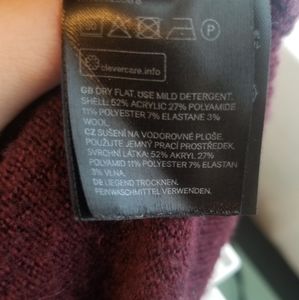 clevercare.info
GB DRY FLAT. USE MILD DETERGENT.
SHELL: 52% ACRYLIC 27% POLYAMIDE
11% POLYESTER 7% ELASTANE 3%
WOOL.
CZ SUŠENÍ NA VODOROVNÉ PLOŠE.
POUŽIJTE JEMNÝ PRACÍ PROSTŘEDEK.
SVRCHNÍ LÁTKA: 52% AKRYL 27%
POLYAMID 11% POLYESTER 7% ELASTAN
3% VLNA.
DE LIEGEND TROCKNEN.
FEINWASCHMITTEL VERWENDEN.